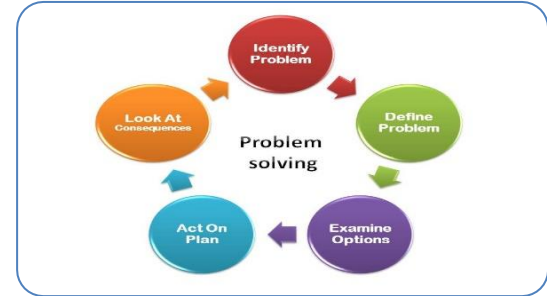 Identify
Problem
Define
Problem
Examine
Options
Act On
Plan
Look At
Consequences
Problem
solving